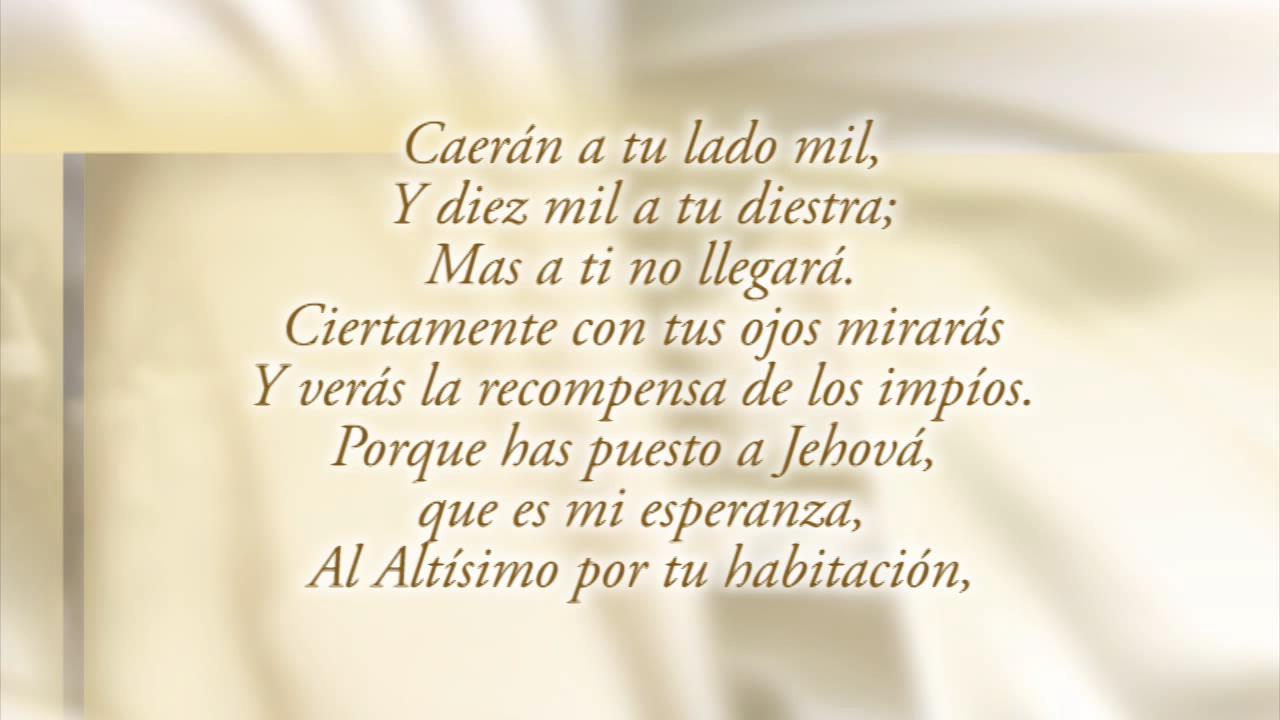 Caerán a tu lado mil,
Y diez mil a tu diestra;
Mas a ti no llegará.
Ciertamente con tus ojos mirarás
Y verás la recompensa de los impíos.
Porque has puesto a Jehová,
que es mi esperanza,
Al Altísimo por tu habitación,